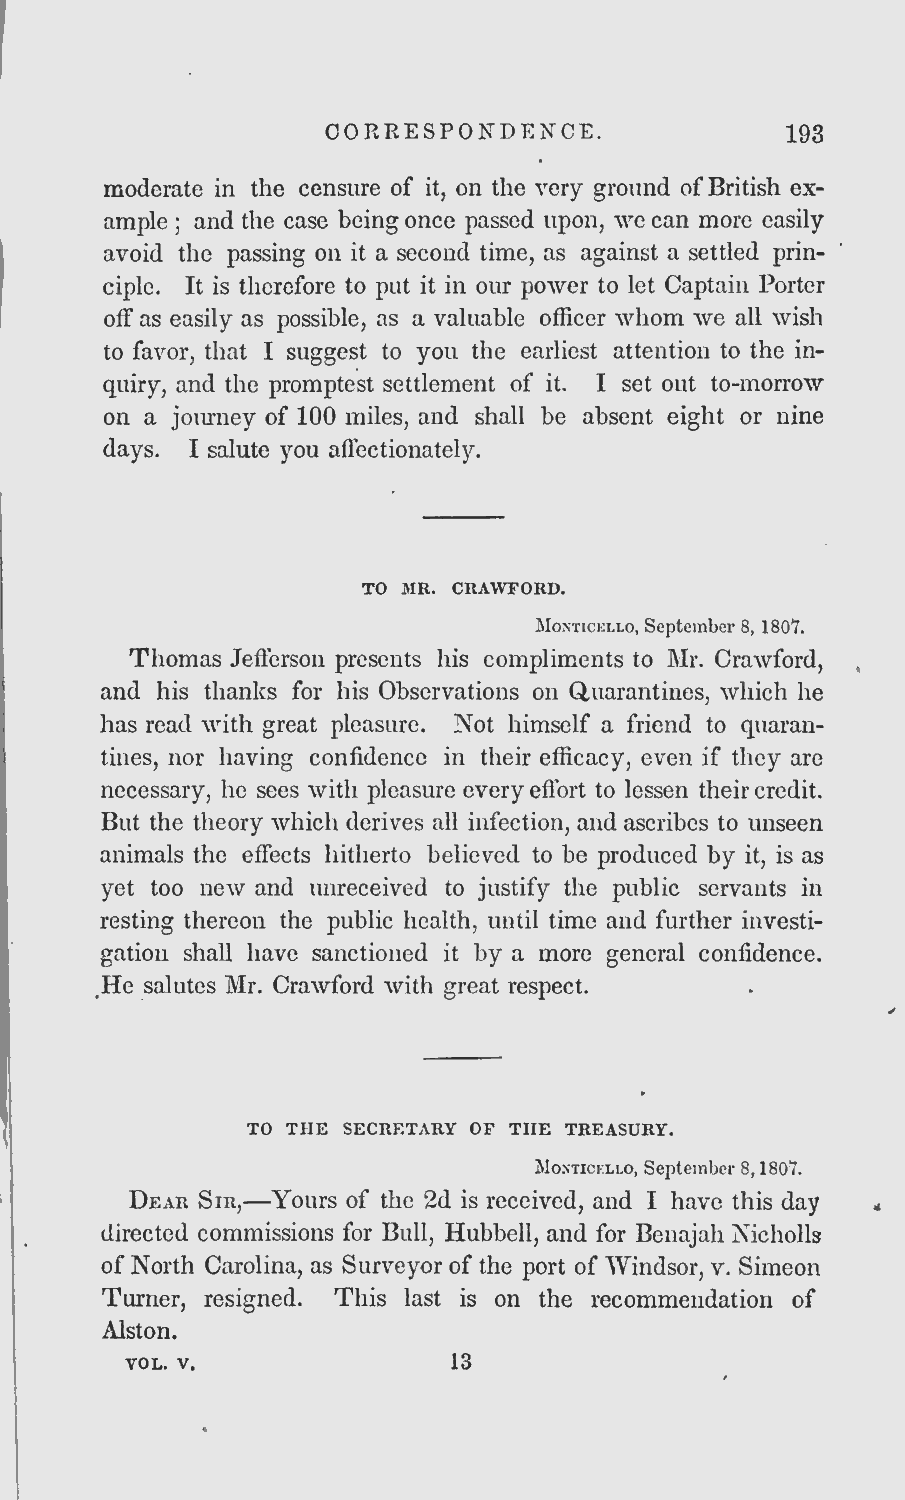 CORRESPONDENCE. 193
moderate in the censure of it, on the very ground of British ex-
ample; and the case being once passed upon, we can more easily
avoid the passing on it a second time, as against a settled prin-
ciple. It is therefore to put it in our power to let Captain Porter
off as easily as possible, as a valuable officer whom we all wish
to favor, that I suggest to you the earliest attention to the in-
quiry, and the promptest settlement of it. I set out to-morrow
on a journey of 100 miles, and shall be absent eight or nine
days. I salute you affectionately.
TO MR. CRAWFORD.
Monticello, September 8, 1807.
Thomas Jefferson presents his compliments to Mr. Crawford,
and his thanks for his Observations on Quarantines, which he
has read with great pleasure. Not himself a friend to quaran-
tines, nor having confidence in their efficacy, even if they are
necessary, he sees with pleasure every effort to lessen their credit.
But the theory which derives all infection, and ascribes to unseen
animals the effects hitherto believed to be produced by it, is as
yet too new and unreceived to justify the public servants in
resting thereon the public health, until time and further investi-
gation shall have sanctioned it by a more general confidence.
He salutes Mr. Crawford with great respect.
TO THE SECRETARY OF THE TREASURY.
Monticello, September 8, 1807.
Dear Sir,—Yours of the 2d is received, and I have this day
directed commissions for Bull, Hubbell, and for Benajah Nicholls
of North Carolina, as Surveyor of the port of Windsor, v. Simeon
Turner, resigned. This last is on the recommendation of
Alston.
VOL. V. 13